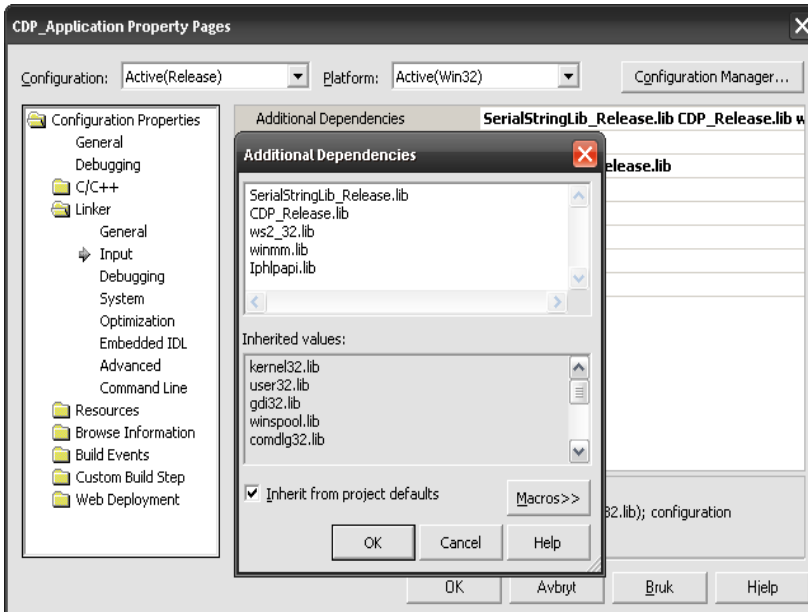 CDP_Application Property Pages
Configuration: Active(Release) Platform: Active(Win32) Configuration Manager...
Configuration Properties
General
Debugging
C/C++
Linker
General
Input
Debugging
System
Optimization
Embedded IDL
Advanced
Command Line
Resources
Browse Information
Build Events
Custom Build Step
Web Deployment
Additional Dependencies SerialStringLib_Release.lib CDP_Release.lib w
elease.lib
Additional Dependencies
SerialStringLib_Release.lib
CDP_Release.lib
ws2_32.lib
winmm.lib
Iphlpapi.lib
Inherited values:
kernel32.lib
user32.lib
gdi32.lib
winspool.lib
comdlg32.lib
Inherit from project defaults Macros>>
OK Cancel Help
32.lib); configuration
OK Avbryt Bruk Hjelp